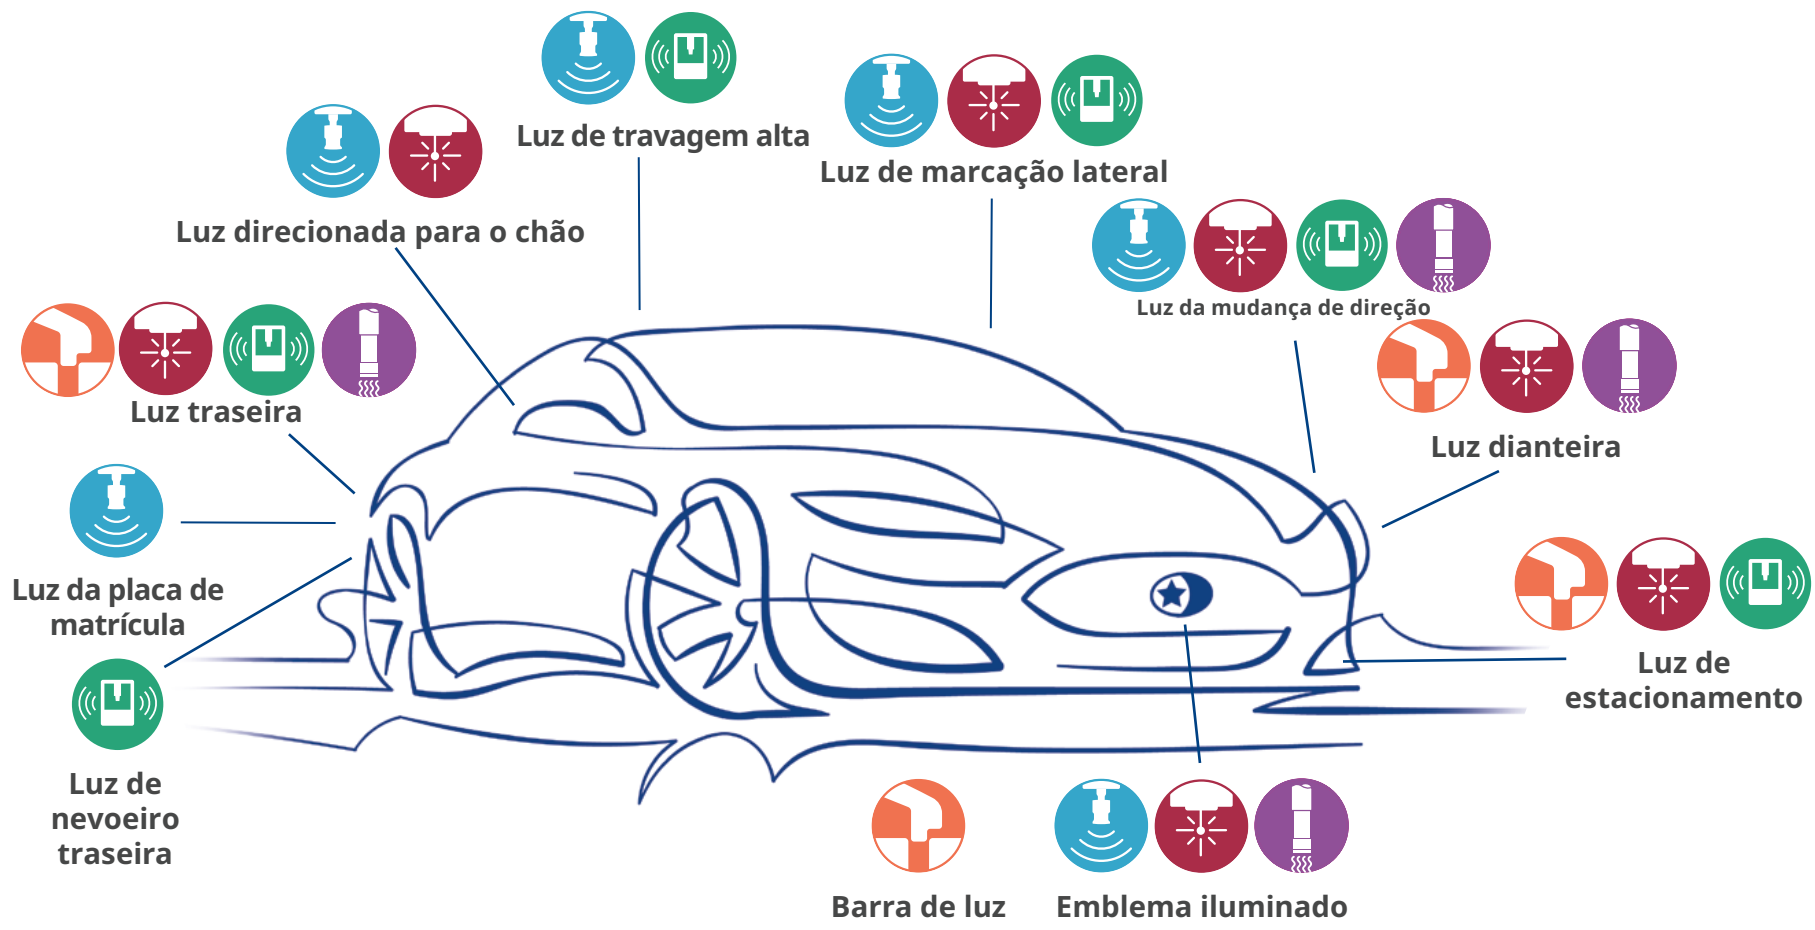 Luz de travagem alta
Luz de marcação lateral
Luz direcionada para o chão
Luz da mudança de direção
Luz traseira
Luz dianteira
Luz da placa de
matrícula
Luz de
estacionamento
Luz de
nevoeiro
traseira
Barra de luz
Emblema iluminado